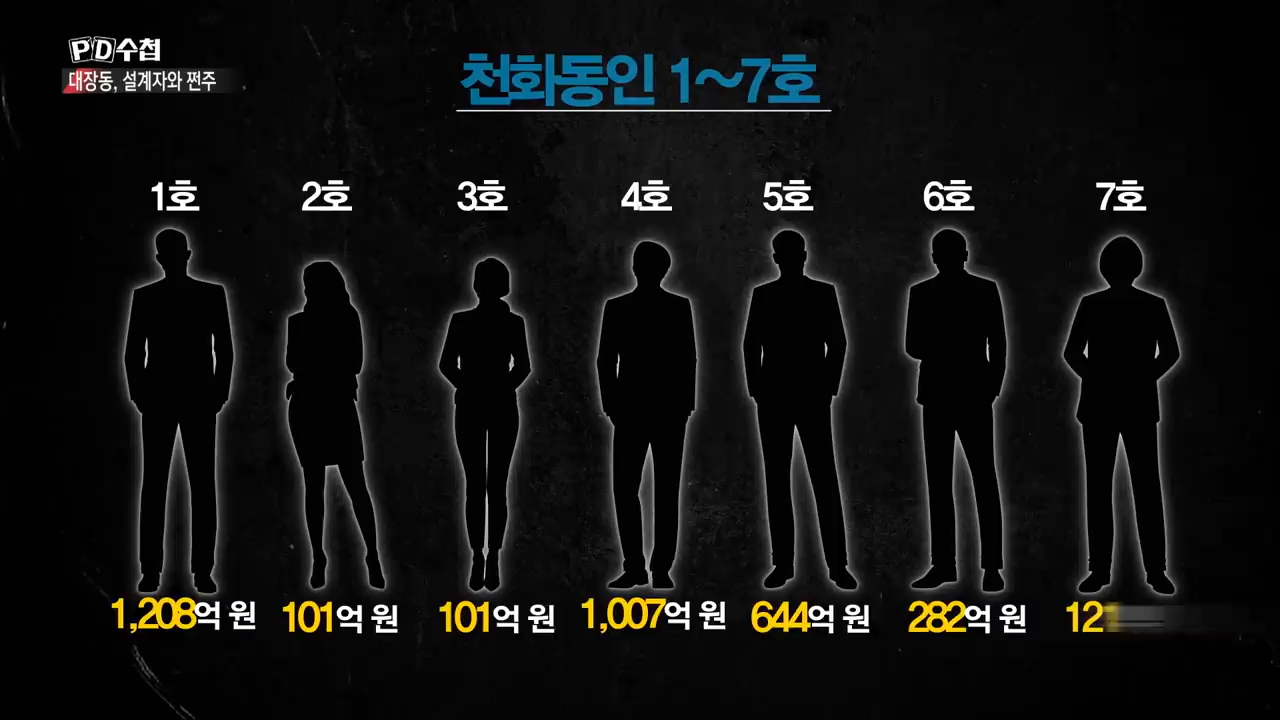 PD수첩
대장동, 설계자와 쩐주
천화동인 1~7호
1호 2호 3호 4호 5호 6호 7호
1,208억 원 101억 원 101억 원 1,007억 원 644억 원 282억 원